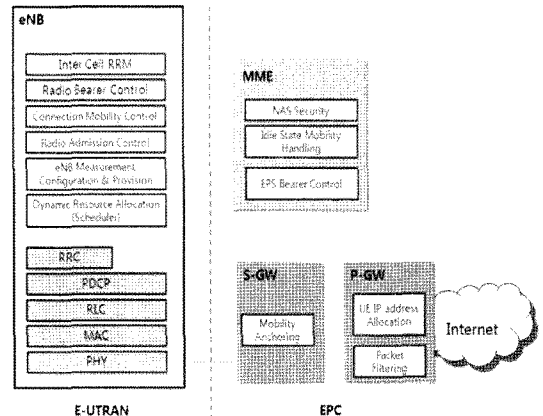 eNB
Inter Cell RRM
Radio Bearer Control
Connection Mobility Control
Radio Admission Control
eNB Measurement
Configuration & Provision
Dynamic Resource Allocation
(Scheduler)
RRC
PDCP
RLC
MAC
PHY
E-UTRAN
MME
NAS Security
Idle State Mobility
Handling
EPS Bearer Control
S-GW
Mobility
Anchoring
P-GW
UE IP address
Allocation
Packet
Filtering
Internet
EPC